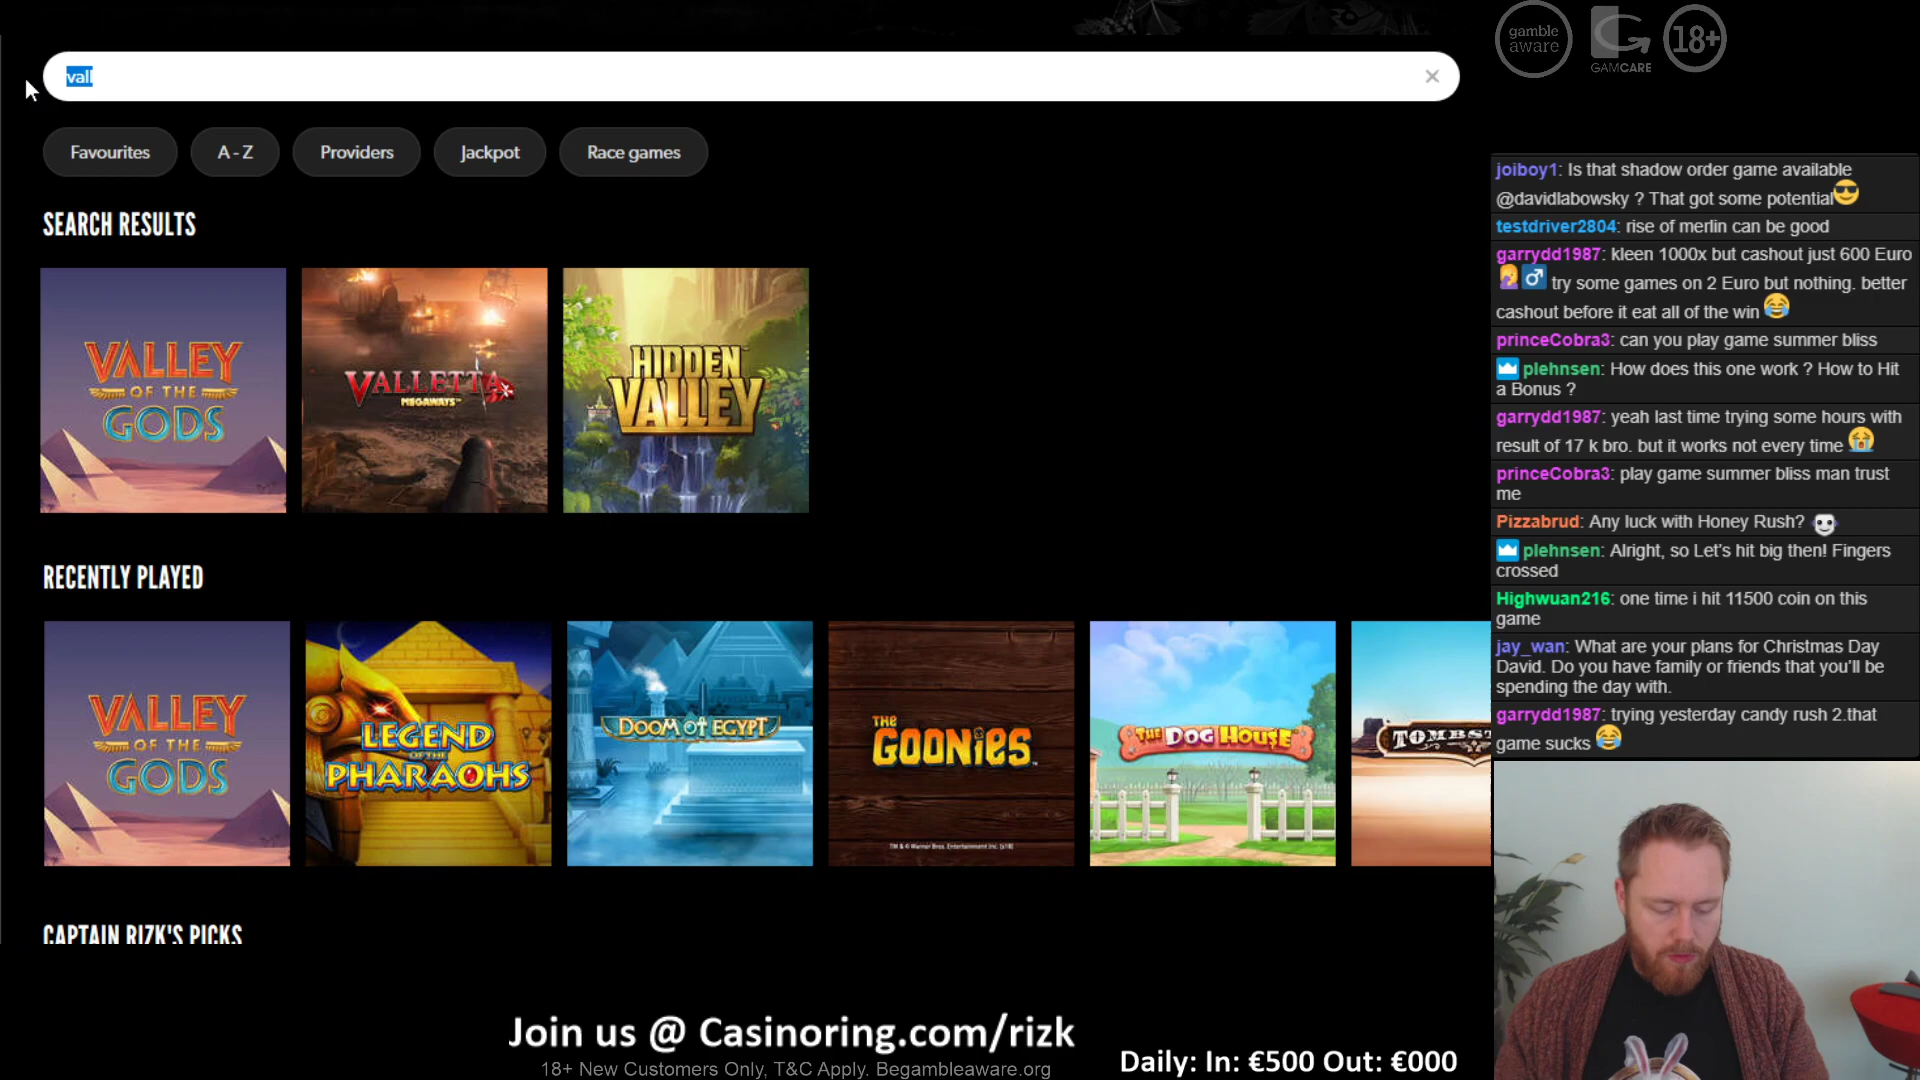 vall
Favourites
A - Z
Providers
Jackpot
Race games
SEARCH RESULTS
VALLEY
OF THE
GODS
VALLETTA
MEGAWAYS™
HIDDEN
VALLEY
RECENTLY PLAYED
VALLEY
OF THE
GODS
LEGEND
OF THE
PHARAOHS
DOOM OF EGYPT
THE
GOONIES™
TM & © Warner Bros. Entertainment Inc. (s19)
THE DOG HOUSE
TOMBST
CAPTAIN RIZK'S PICKS
Join us @ Casinoring.com/rizk
18+ New Customers Only, T&C Apply. Begambleaware.org
Daily: In: €500 Out: €000
gamble
aware
GAMCARE
18+
joiboy1: Is that shadow order game available
@davidlabowsky ? That got some potential😎
testdriver2804: rise of merlin can be good
garrydd1987: kleen 1000x but cashout just 600 Euro
🤦♂ try some games on 2 Euro but nothing. better
cashout before it eat all of the win 😂
princeCobra3: can you play game summer bliss
plehnsen: How does this one work ? How to Hit
a Bonus ?
garrydd1987: yeah last time trying some hours with
result of 17 k bro. but it works not every time 😭
princeCobra3: play game summer bliss man trust
me
Pizzabrud: Any luck with Honey Rush?
plehnsen: Alright, so Let's hit big then! Fingers
crossed
Highwuan216: one time i hit 11500 coin on this
game
jay_wan: What are your plans for Christmas Day
David. Do you have family or friends that you'll be
spending the day with.
garrydd1987: trying yesterday candy rush 2.that
game sucks 😂